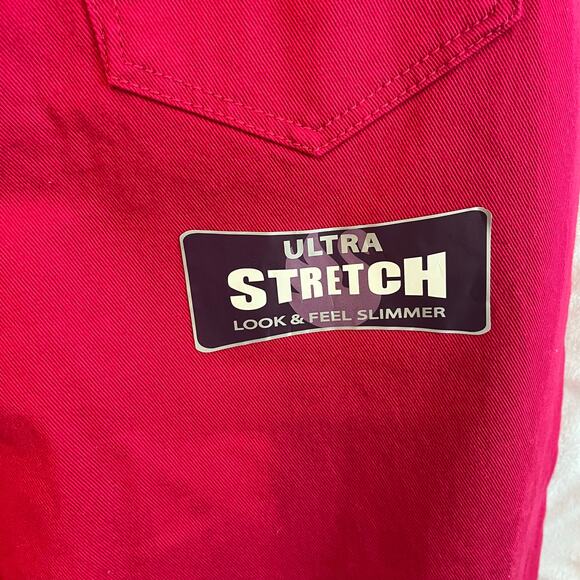 ULTRA
STRETCH
LOOK & FEEL SLIMMER